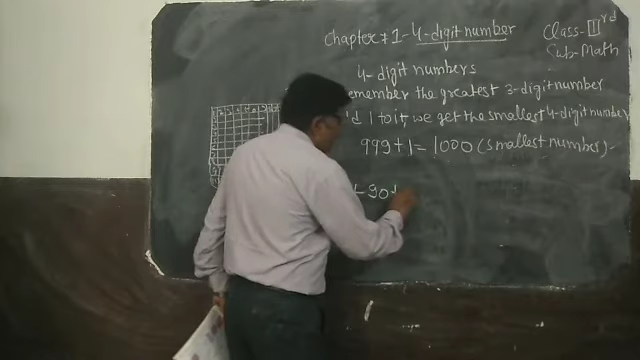 Chapter # 1 - 4-digit number
Class - IIIrd
Sub - Math
4- digit numbers
emember the greatest 3-digit number
d 1 to it, we get the smallest 4-digit number
999 + 1 = 1000 (smallest number) -